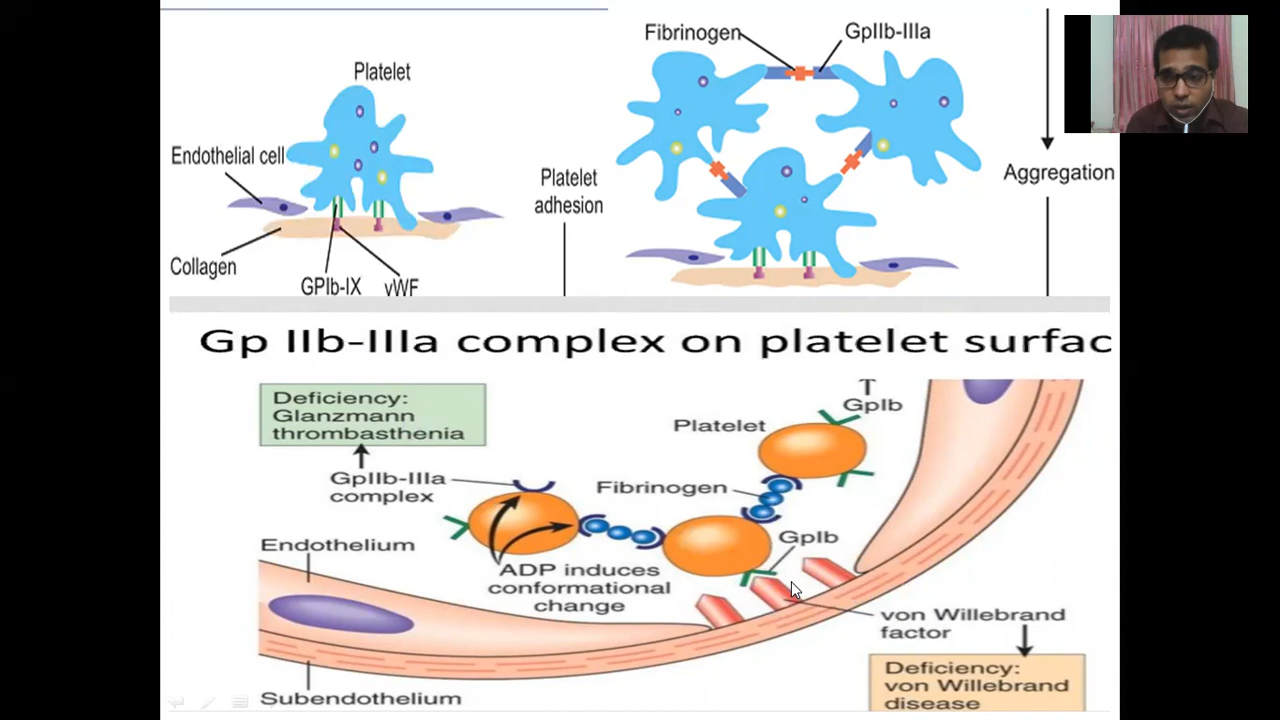 Fibrinogen
GpIIb-IIIa
Platelet
Endothelial cell
Platelet
adhesion
Aggregation
Collagen
GPIb-IX
vWF
Gp IIb-IIIa complex on platelet surfac
Deficiency:
Glanzmann
thrombasthenia
GpIb
Platelet
GpIIb-IIIa
complex
Fibrinogen
GpIb
Endothelium
ADP induces
conformational
change
von Willebrand
factor
Deficiency:
von Willebrand
disease
Subendothelium